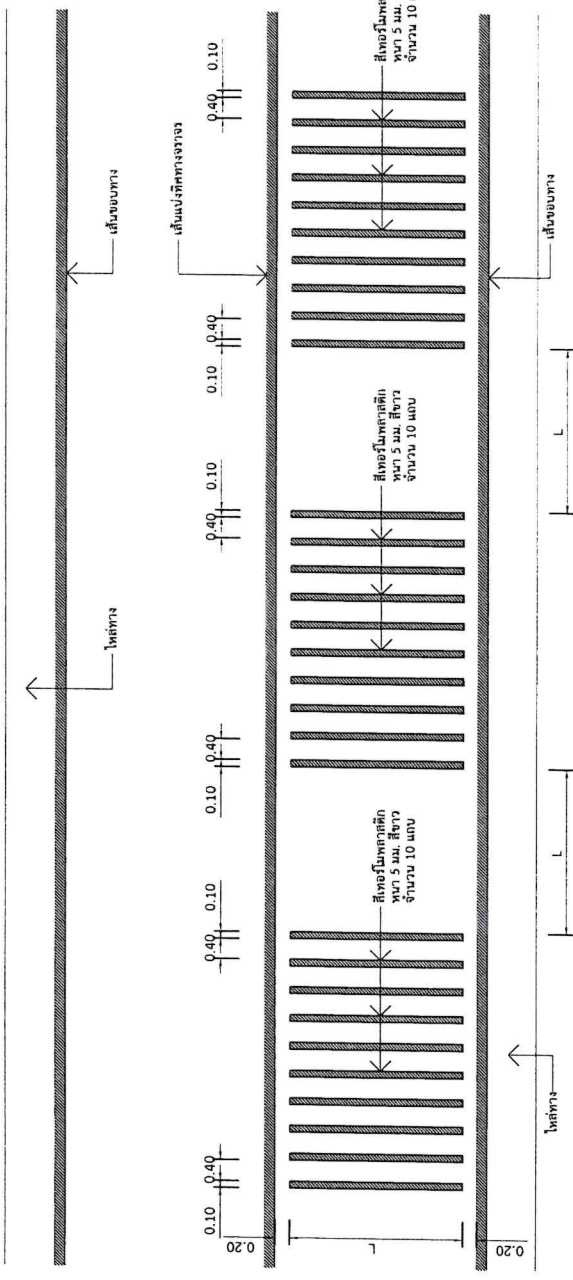 เส้นขอบทาง
ไหล่ทาง
เส้นแบ่งทิศทางจราจร
0.10
0.40
0.40
0.10
0.10
0.40
0.40
0.10
0.10
0.40
0.40
0.10
สีเทอร์โมพลาสติก
หนา 5 มม. สีขาว
จำนวน 10 แถบ
สีเทอร์โมพลาสติก
หนา 5 มม. สีขาว
จำนวน 10 แถบ
หนา 5 มม.
จำนวน 10
0.20
L
0.20
L
L
ไหล่ทาง
เส้นขอบทาง